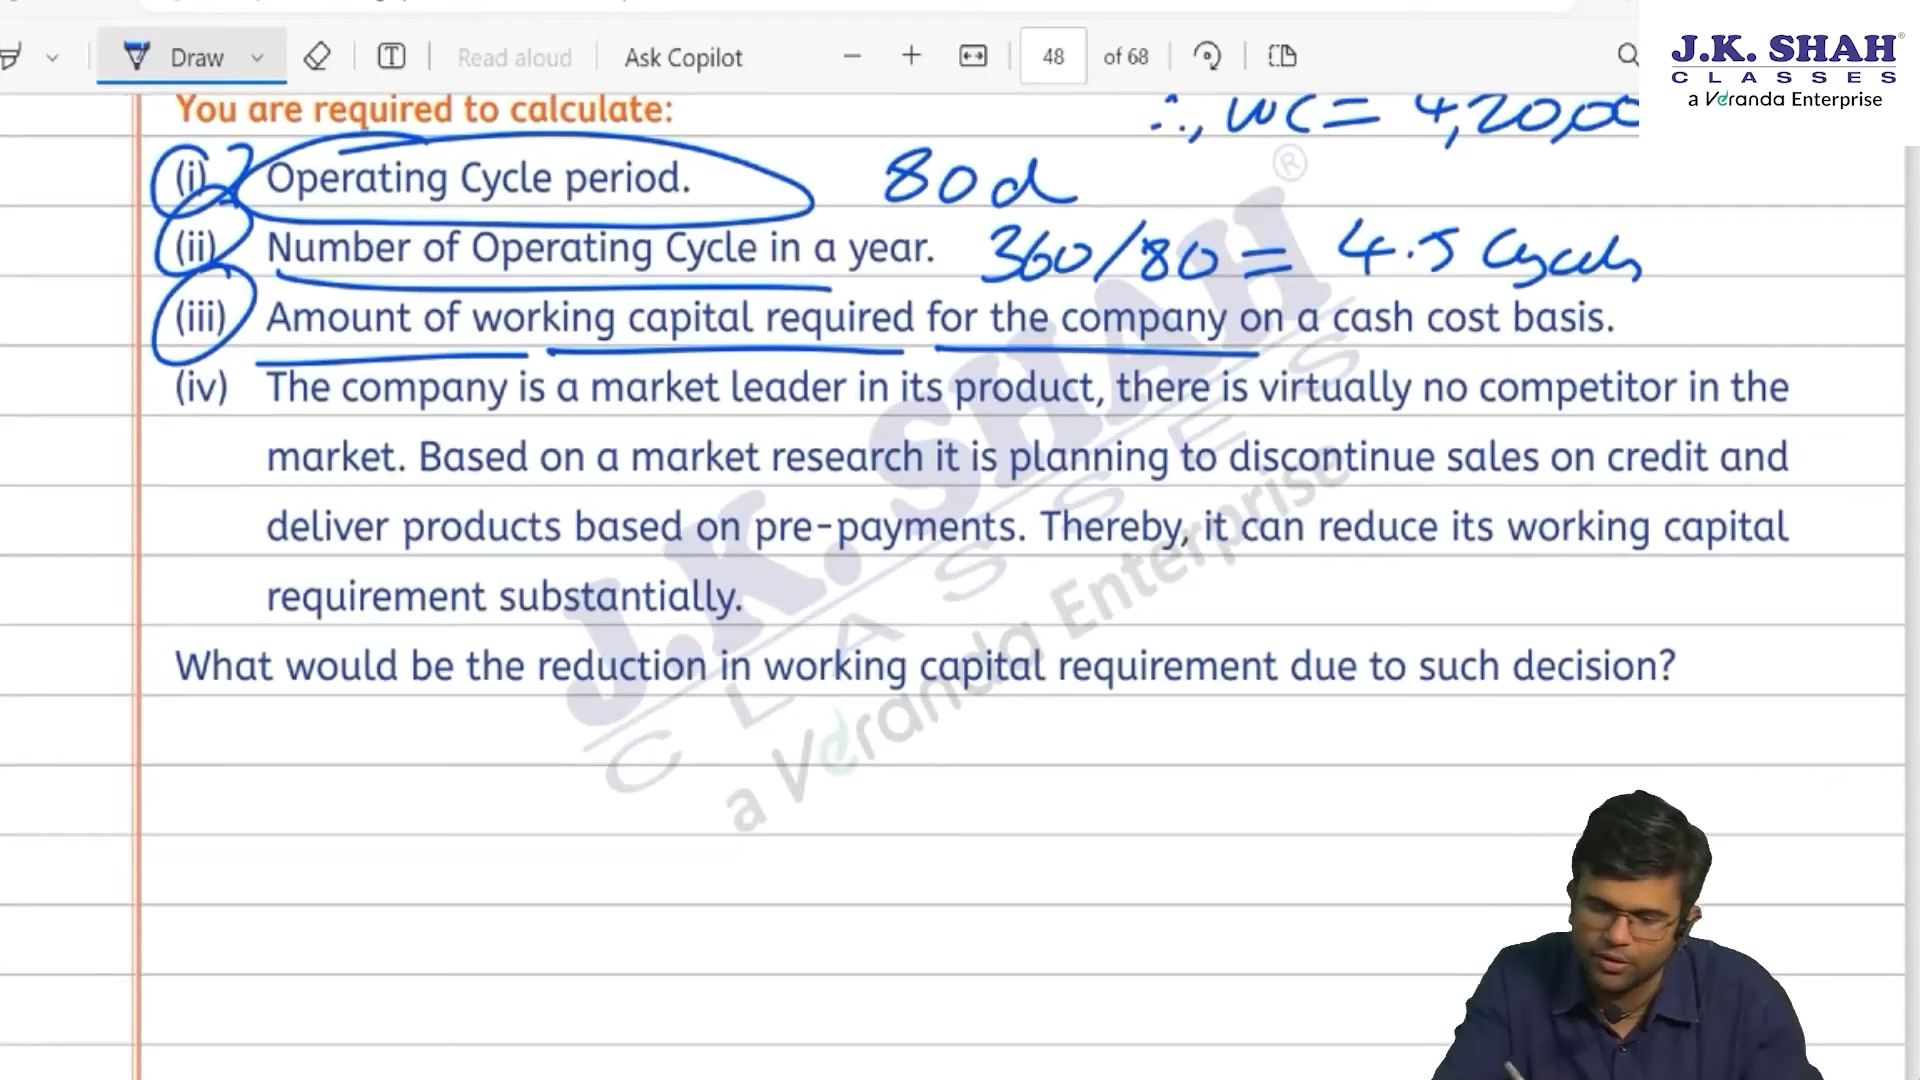 Draw
Read aloud
Ask Copilot
48 of 68
J.K. SHAH®
CLASSES
a Veranda Enterprise
You are required to calculate:
∴, WC = 4,20,00
(i) Operating Cycle period. 80d
(ii) Number of Operating Cycle in a year. 360/80 = 4.5 Cycles
(iii) Amount of working capital required for the company on a cash cost basis.
(iv) The company is a market leader in its product, there is virtually no competitor in the
market. Based on a market research it is planning to discontinue sales on credit and
deliver products based on pre-payments. Thereby, it can reduce its working capital
requirement substantially.
What would be the reduction in working capital requirement due to such decision?
J.K. SHAH®
CLASSES
a Veranda Enterprise